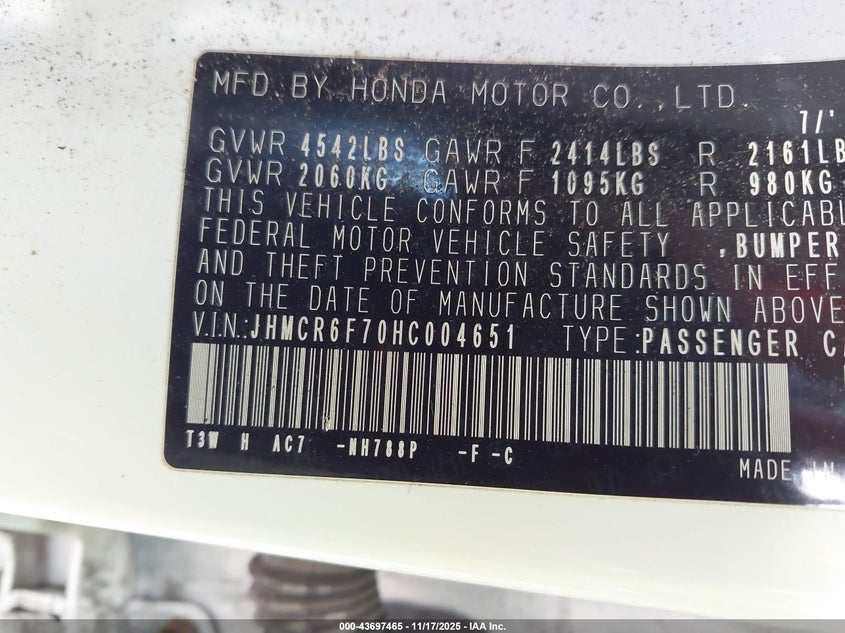 MFD. BY HONDA MOTOR CO., LTD.
7/'
GVWR 4542LBS GAWR F 2414LBS R 2161LB
GVWR 2060KG GAWR F 1095KG R 980KG
THIS VEHICLE CONFORMS TO ALL APPLICABL
FEDERAL MOTOR VEHICLE SAFETY ,BUMPER
AND THEFT PREVENTION STANDARDS IN EFF
ON THE DATE OF MANUFACTURE SHOWN ABOVE
V.I.N.:JHMCR6F70HC004651 TYPE:PASSENGER CA
T3W H AC7 -NH788P -F -C
MADE IN
000-43697465 - 11/17/2025 - IAA Inc.